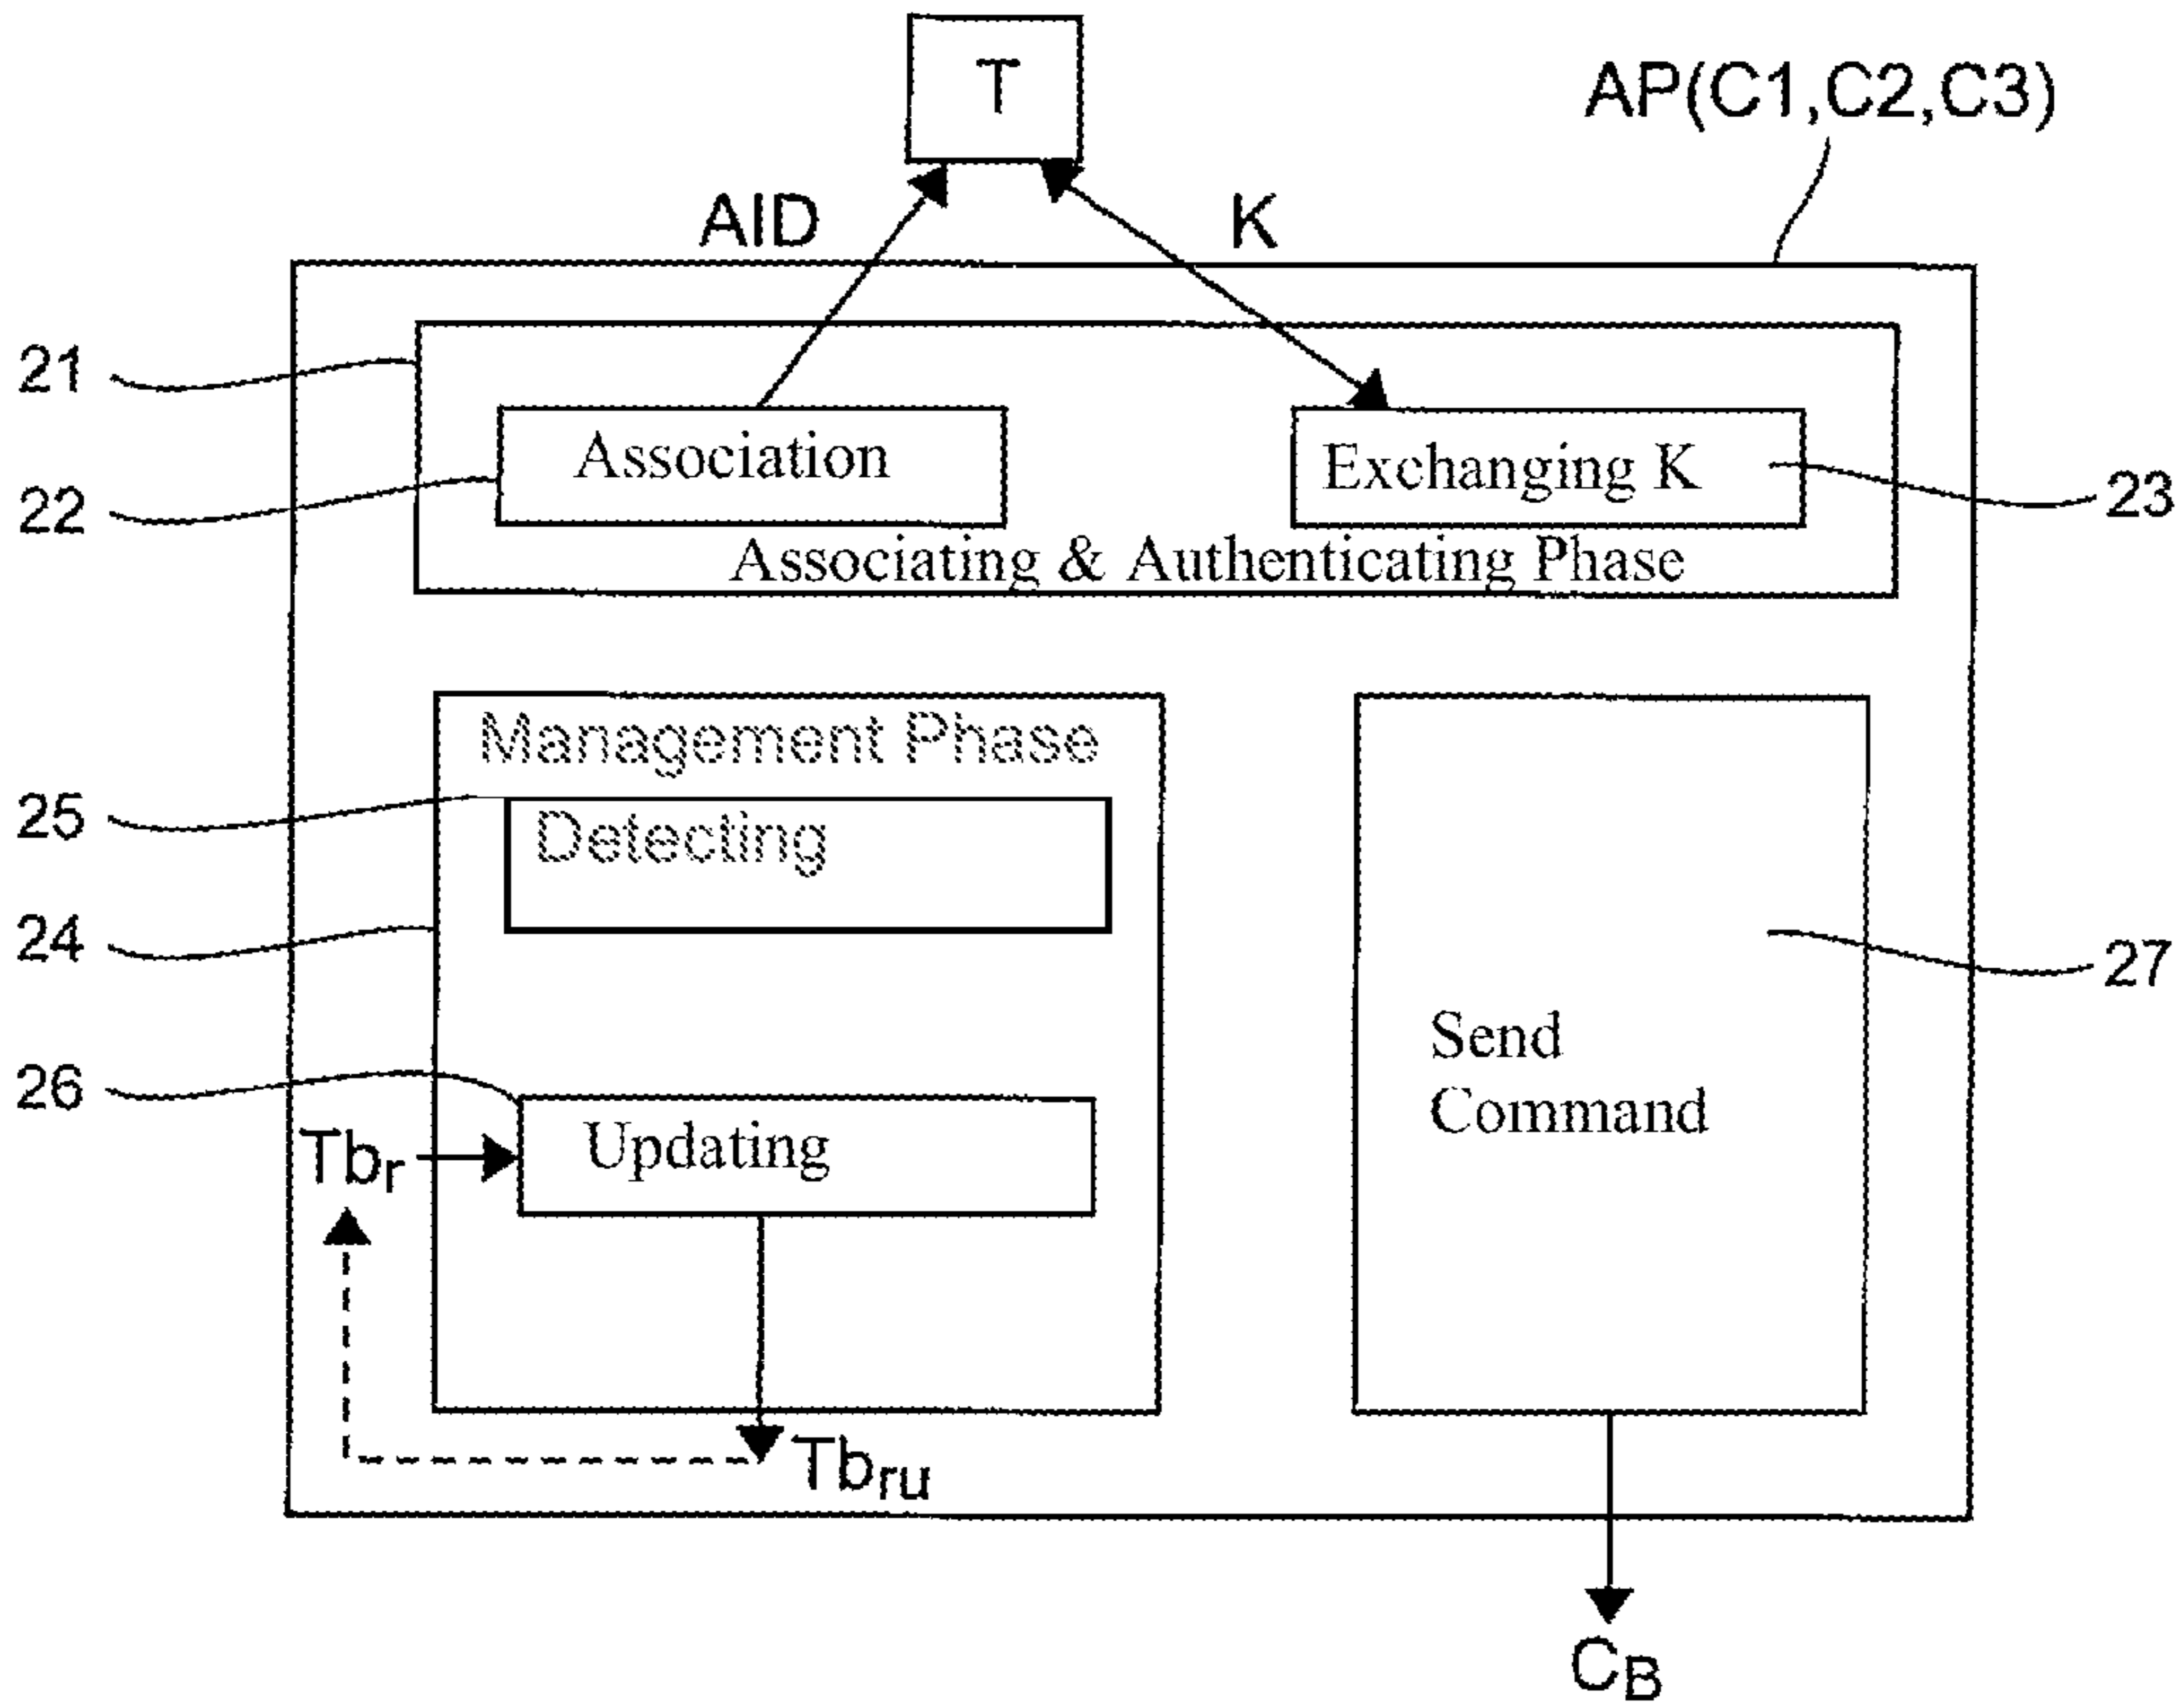 T
AP(C1,C2,C3)
AID
K
21
Association
Exchanging K
22
23
Associating & Authenticating Phase
Management Phase
25
Detecting
24
27
Send
Command
26
Updating
Tbr
Tbru
CB